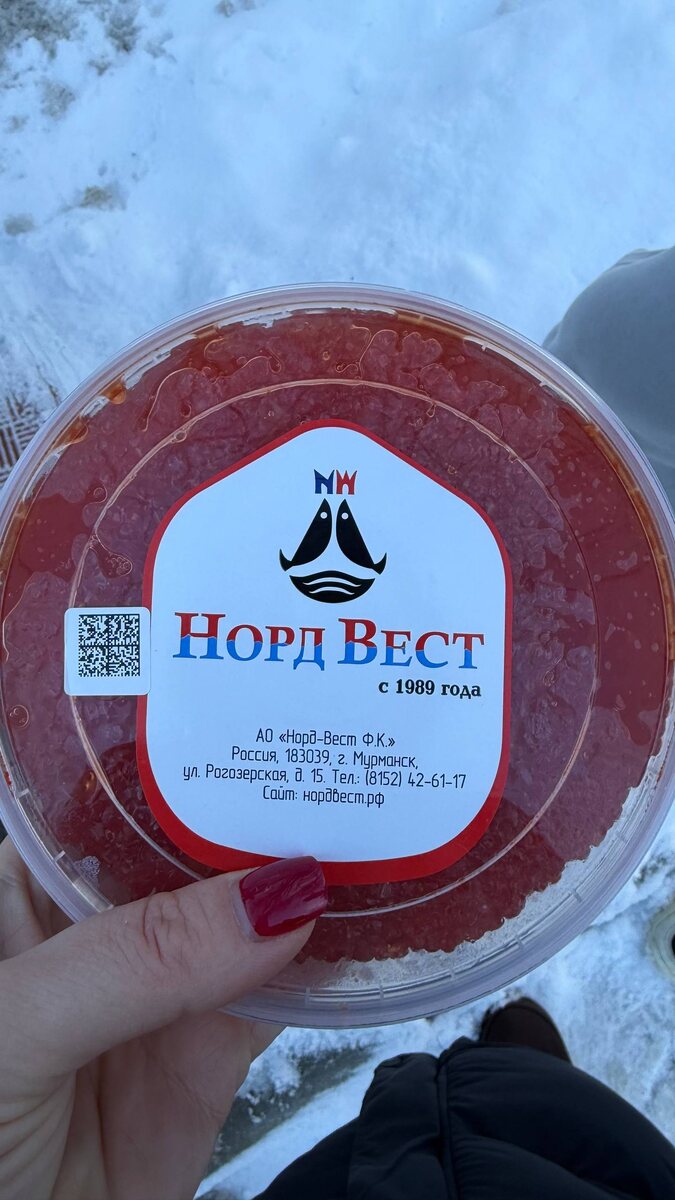 NW
НОРД ВЕСТ
с 1989 года
АО «Норд-Вест Ф.К.»
Россия, 183039, г. Мурманск,
ул. Рогозерская, д. 15. Тел.: (8152) 42-61-17
Сайт: нордвест.рф